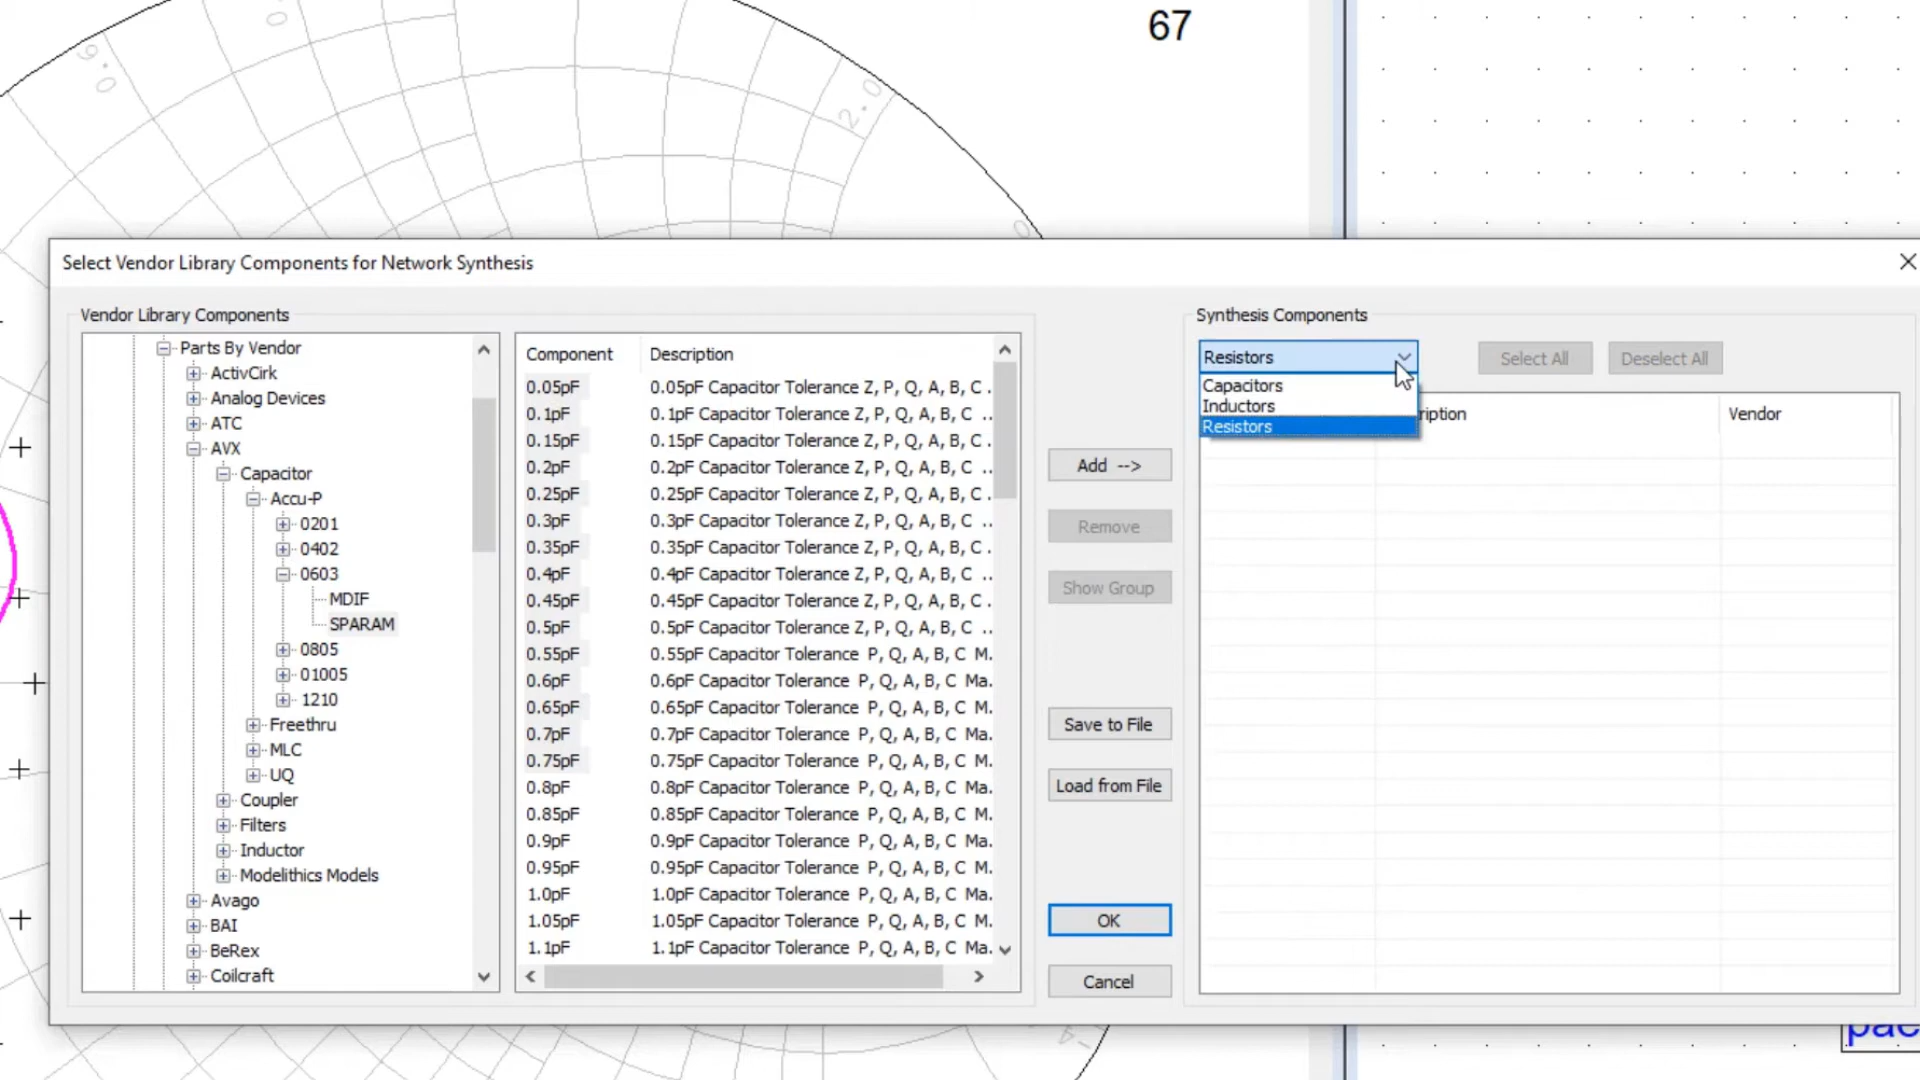 67
0.9
2.0
Select Vendor Library Components for Network Synthesis
Vendor Library Components
Parts By Vendor
ActivCirk
Analog Devices
ATC
AVX
Capacitor
Accu-P
0201
0402
0603
MDIF
SPARAM
0805
01005
1210
Freethru
MLC
UQ
Coupler
Filters
Inductor
Modelithics Models
Avago
BAI
BeRex
Coilcraft
Component Description
0.05pF 0.05pF Capacitor Tolerance Z, P, Q, A, B, C .
0.1pF 0.1pF Capacitor Tolerance Z, P, Q, A, B, C ..
0.15pF 0.15pF Capacitor Tolerance Z, P, Q, A, B, C .
0.2pF 0.2pF Capacitor Tolerance Z, P, Q, A, B, C ..
0.25pF 0.25pF Capacitor Tolerance Z, P, Q, A, B, C .
0.3pF 0.3pF Capacitor Tolerance Z, P, Q, A, B, C ..
0.35pF 0.35pF Capacitor Tolerance Z, P, Q, A, B, C .
0.4pF 0.4pF Capacitor Tolerance Z, P, Q, A, B, C ..
0.45pF 0.45pF Capacitor Tolerance Z, P, Q, A, B, C .
0.5pF 0.5pF Capacitor Tolerance Z, P, Q, A, B, C ..
0.55pF 0.55pF Capacitor Tolerance P, Q, A, B, C M.
0.6pF 0.6pF Capacitor Tolerance P, Q, A, B, C Ma.
0.65pF 0.65pF Capacitor Tolerance P, Q, A, B, C M.
0.7pF 0.7pF Capacitor Tolerance P, Q, A, B, C Ma.
0.75pF 0.75pF Capacitor Tolerance P, Q, A, B, C M.
0.8pF 0.8pF Capacitor Tolerance P, Q, A, B, C Ma.
0.85pF 0.85pF Capacitor Tolerance P, Q, A, B, C M.
0.9pF 0.9pF Capacitor Tolerance P, Q, A, B, C Ma.
0.95pF 0.95pF Capacitor Tolerance P, Q, A, B, C M.
1.0pF 1.0pF Capacitor Tolerance P, Q, A, B, C Ma.
1.05pF 1.05pF Capacitor Tolerance P, Q, A, B, C M.
1.1pF 1.1pF Capacitor Tolerance P, Q, A, B, C Ma.
Add -->
Remove
Show Group
Save to File
Load from File
OK
Cancel
Synthesis Components
Resistors
Select All
Deselect All
Capacitors
Inductors
Resistors
ription
Vendor